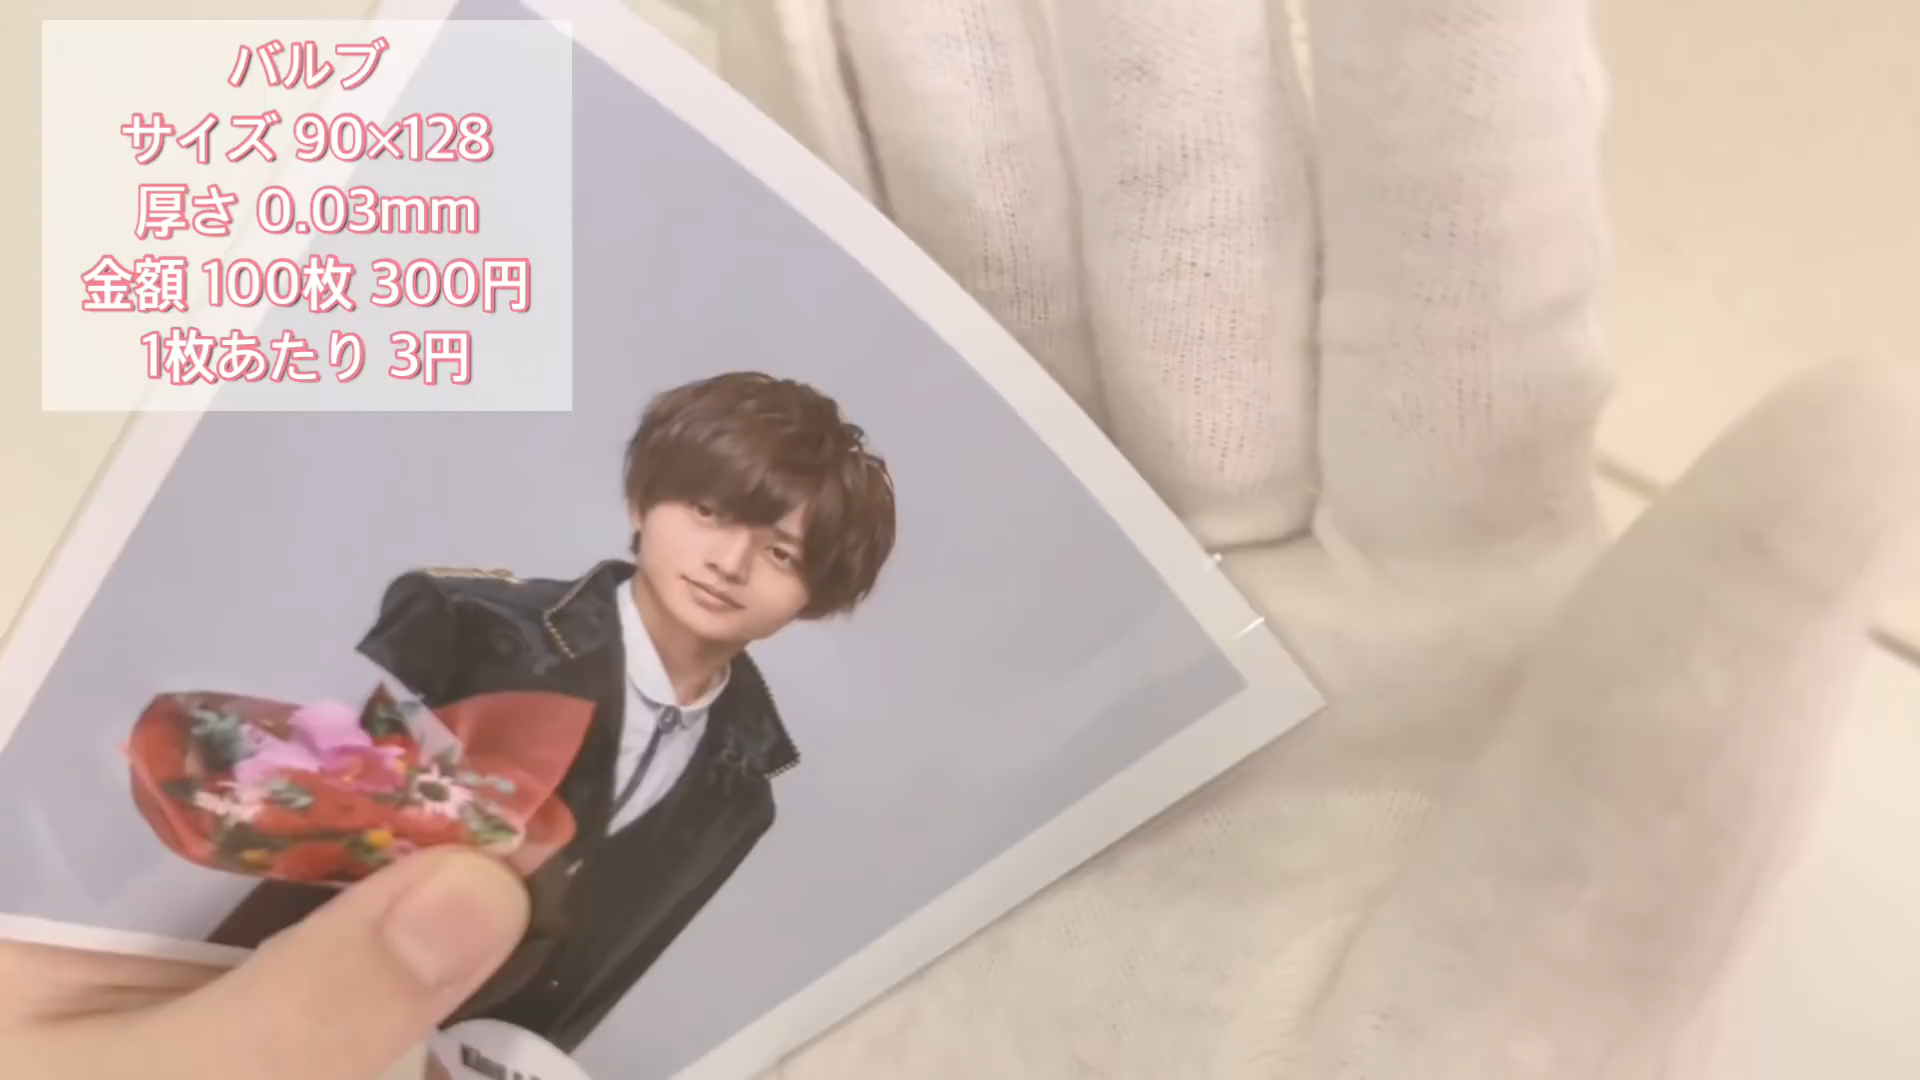 バルブ
サイズ 90×128
厚さ 0.03mm
金額 100枚 300円
1枚あたり 3円